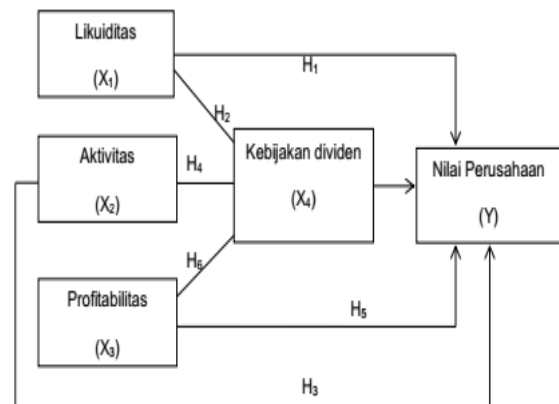 Likuiditas
(X₁)
H₁
H₂
Aktivitas
(X₂)
H₄
Kebijakan dividen
(X₄)
Nilai Perusahaan
(Y)
H₆
Profitabilitas
(X₃)
H₅
H₃